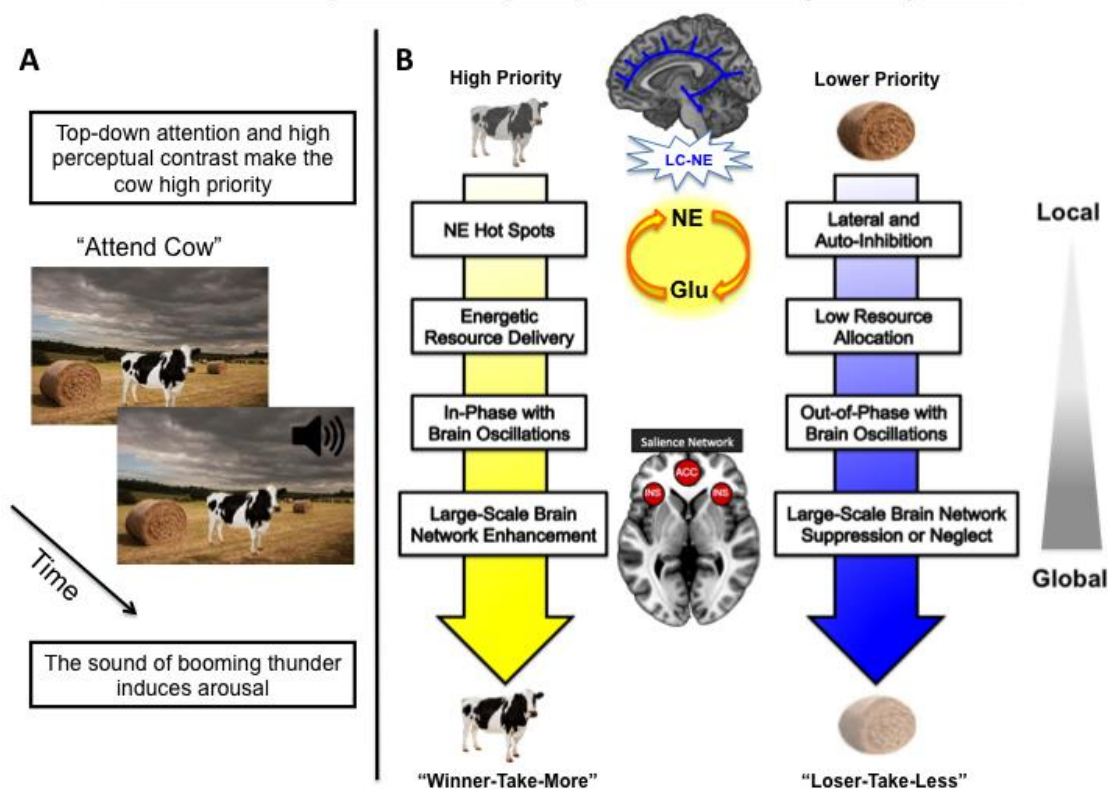 A
Top-down attention and high
perceptual contrast make the
cow high priority
“Attend Cow”
Time
The sound of booming thunder
induces arousal
B
High Priority
LC-NE
Lower Priority
NE Hot Spots
NE
Glu
Lateral and
Auto-Inhibition
Energetic
Resource Delivery
Low Resource
Allocation
In-Phase with
Brain Oscillations
Out-of-Phase with
Brain Oscillations
Salience Network
ACC
INS
INS
Large-Scale Brain
Network Enhancement
Large-Scale Brain Network
Suppression or Neglect
Local
Global
“Winner-Take-More”
“Loser-Take-Less”